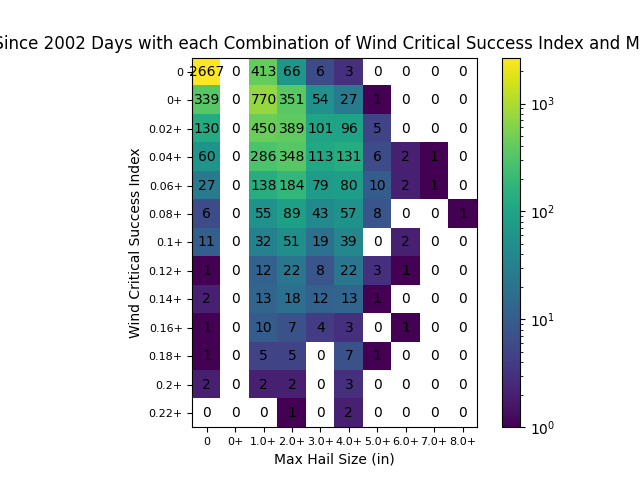 Since 2002 Days with each Combination of Wind Critical Success Index and M
0 2667 0 413 66 6 3 0 0 0 0
0+ 339 0 770 351 54 27 1 0 0 0
0.02+ 130 0 450 389 101 96 5 0 0 0
0.04+ 60 0 286 348 113 131 6 2 1 0
0.06+ 27 0 138 184 79 80 10 2 1 0
0.08+ 6 0 55 89 43 57 8 0 0 1
0.1+ 11 0 32 51 19 39 0 2 0 0
0.12+ 1 0 12 22 8 22 3 1 0 0
0.14+ 2 0 13 18 12 13 1 0 0 0
0.16+ 1 0 10 7 4 3 0 1 0 0
0.18+ 1 0 5 5 0 7 1 0 0 0
0.2+ 2 0 2 2 0 3 0 0 0 0
0.22+ 0 0 0 1 0 2 0 0 0 0
0 0+ 1.0+ 2.0+ 3.0+ 4.0+ 5.0+ 6.0+ 7.0+ 8.0+
Max Hail Size (in)
Wind Critical Success Index
10³
10²
10¹
10⁰